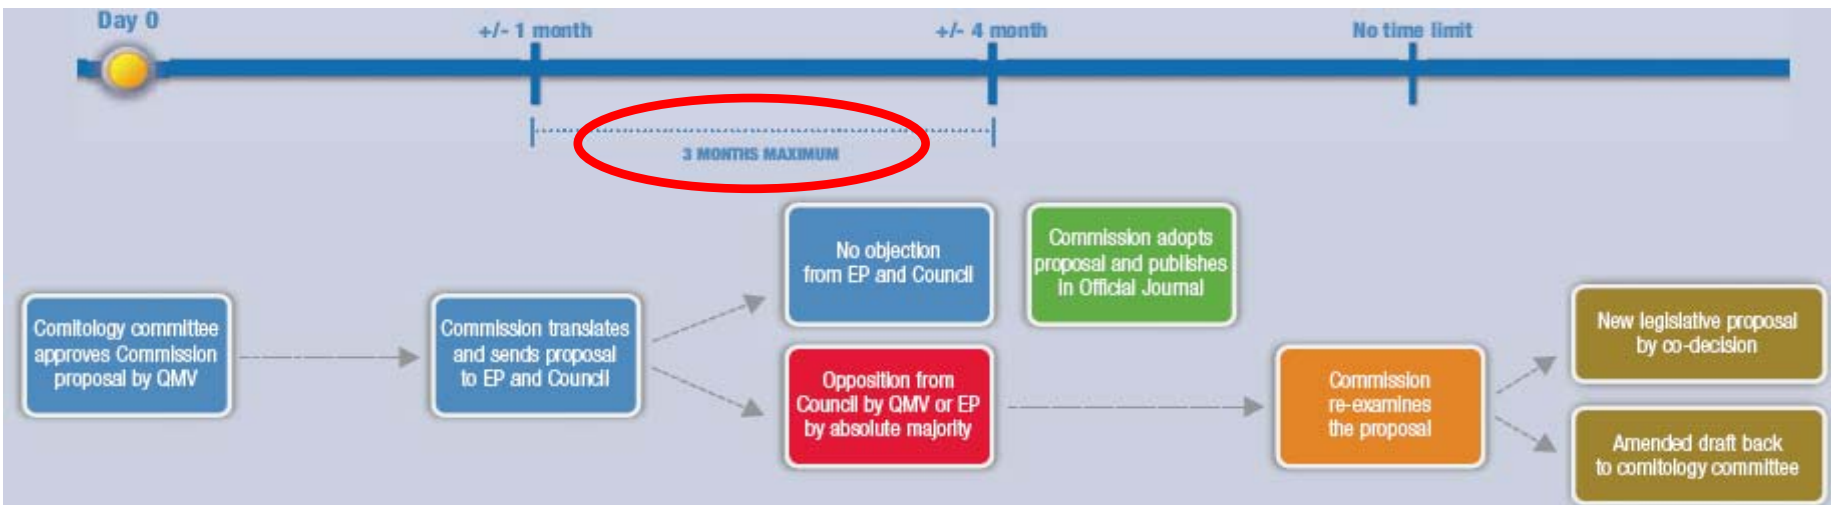 Day 0
+/- 1 month
+/- 4 month
No time limit
3 MONTHS MAXIMUM
Comitology committee
approves Commission
proposal by QMV
Commission translates
and sends proposal
to EP and Council
No objection
from EP and Council
Commission adopts
proposal and publishes
in Official Journal
Opposition from
Council by QMV or EP
by absolute majority
Commission
re-examines
the proposal
New legislative proposal
by co-decision
Amended draft back
to comitology committee